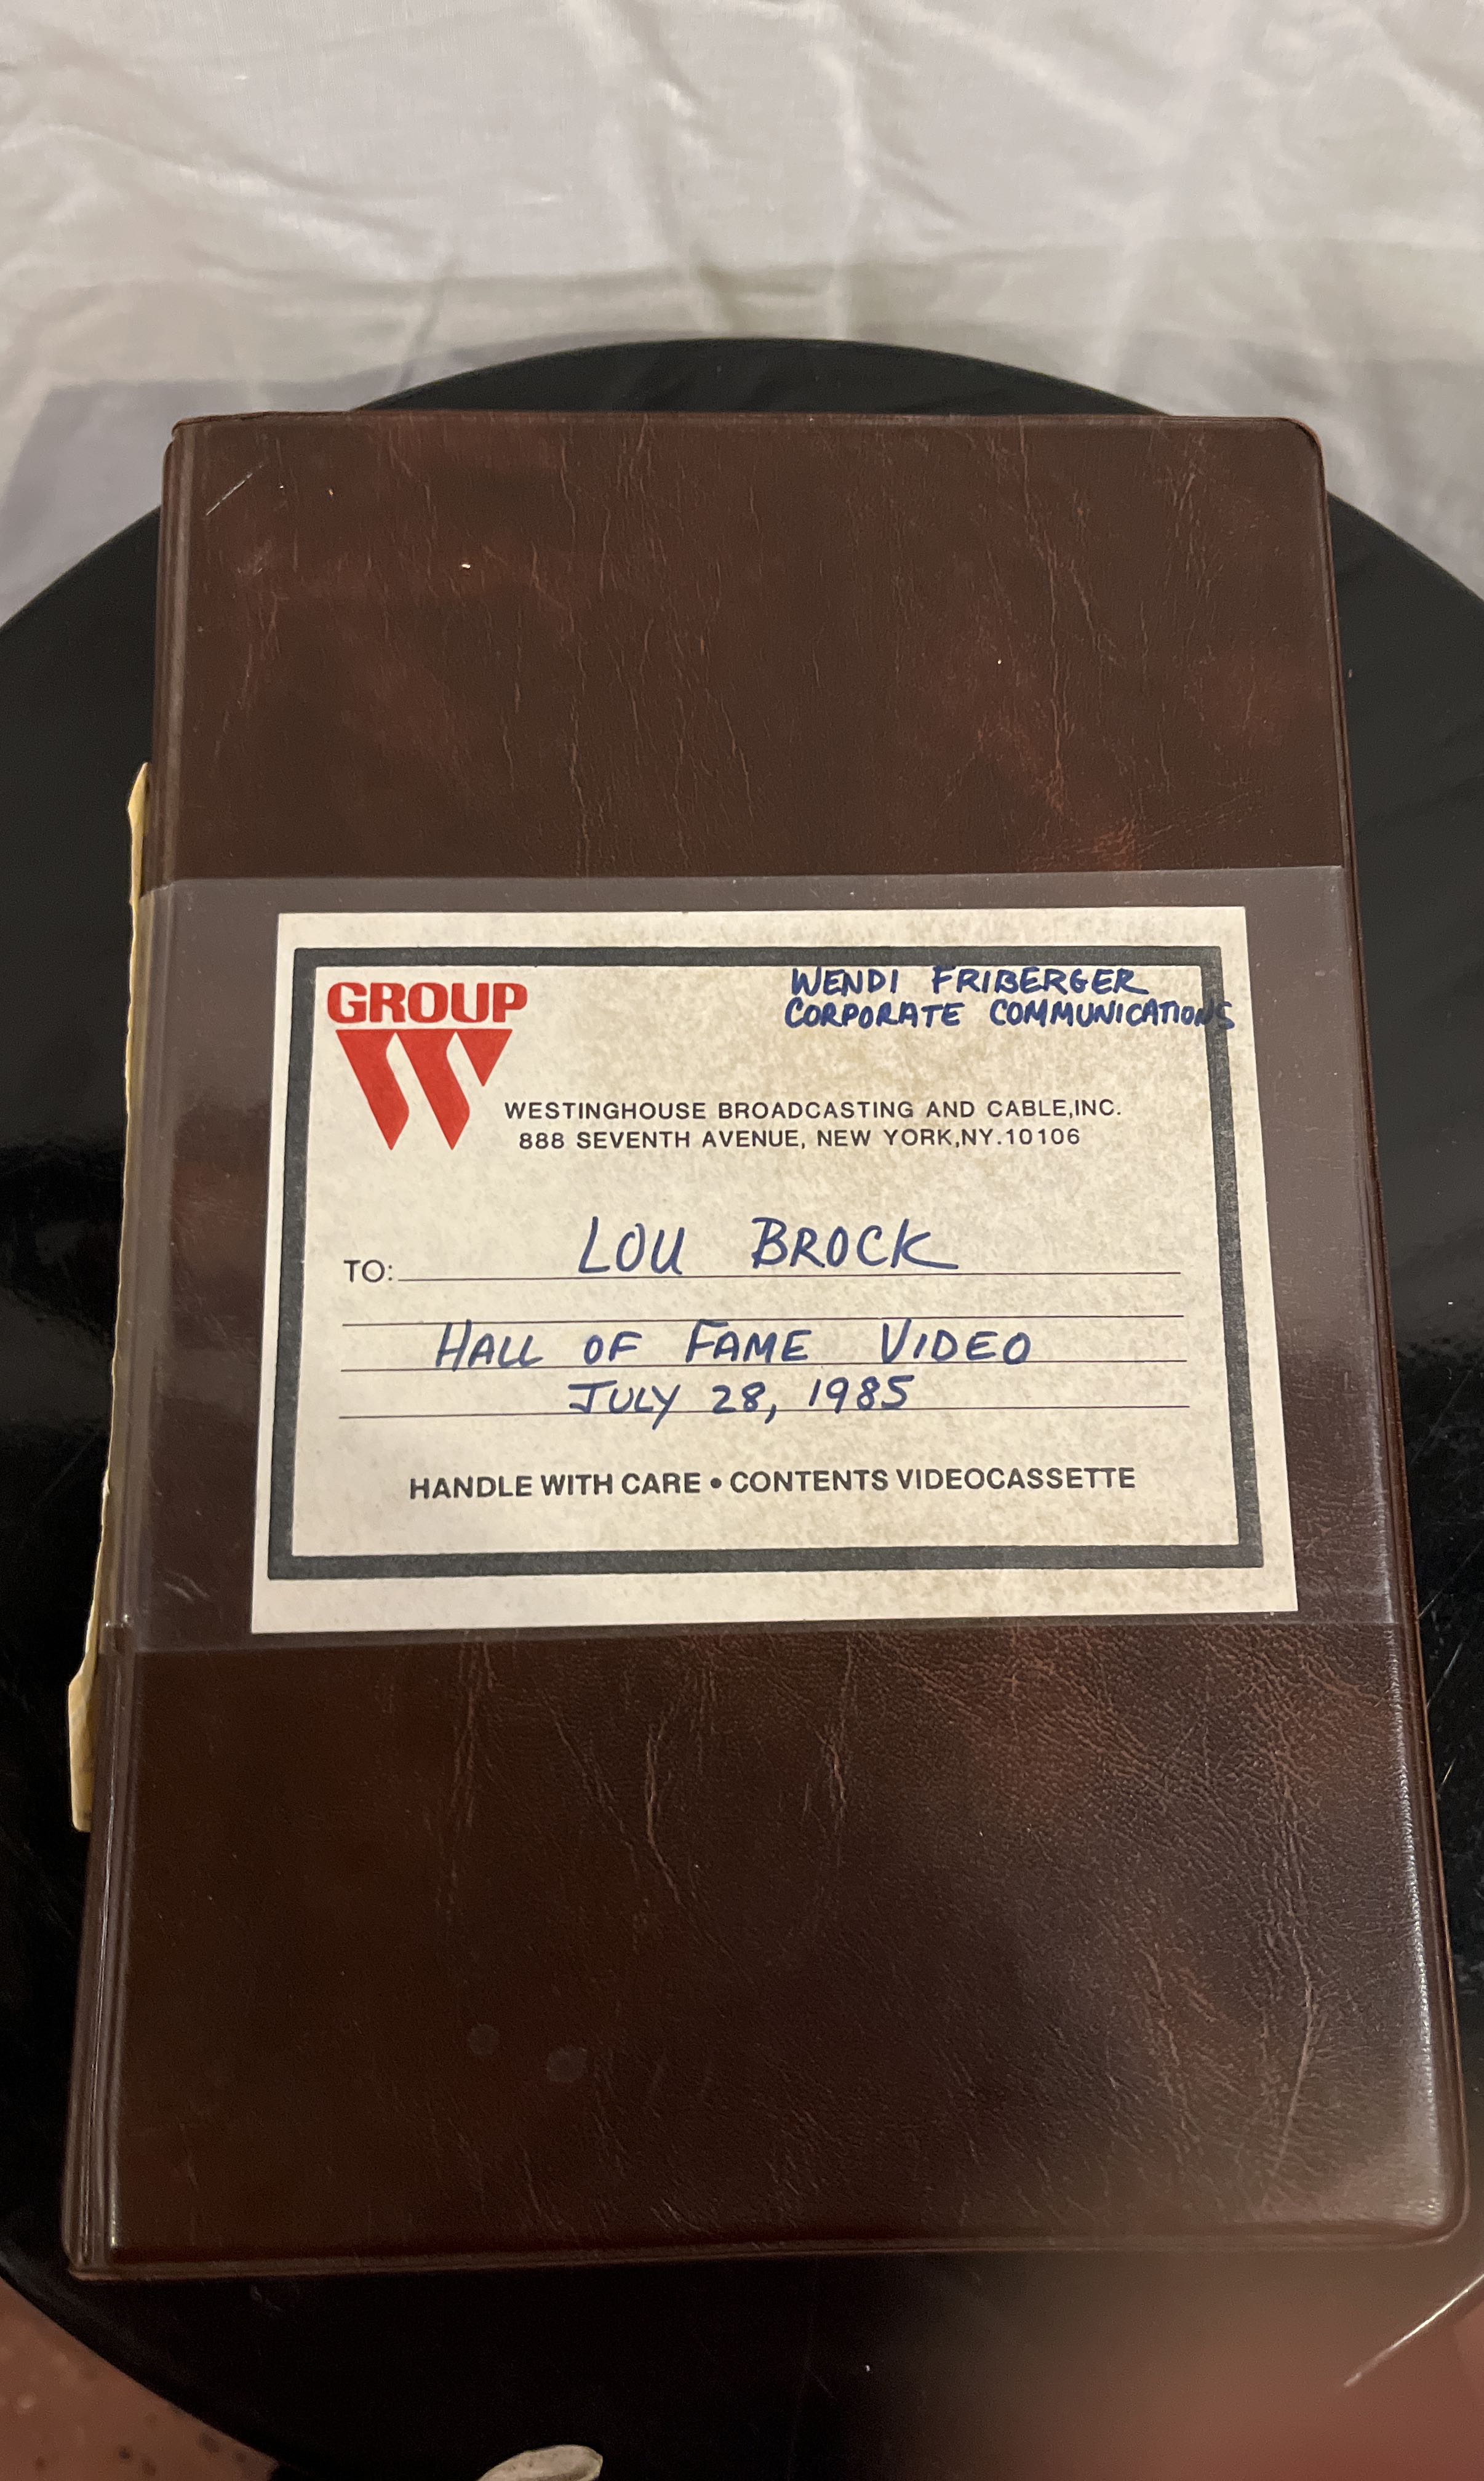 GROUP
W
WENDI FRIBERGER
CORPORATE COMMUNICATIONS
WESTINGHOUSE BROADCASTING AND CABLE,INC.
888 SEVENTH AVENUE, NEW YORK,NY.10106
TO: LOU BROCK
HALL OF FAME VIDEO
JULY 28, 1985
HANDLE WITH CARE • CONTENTS VIDEOCASSETTE